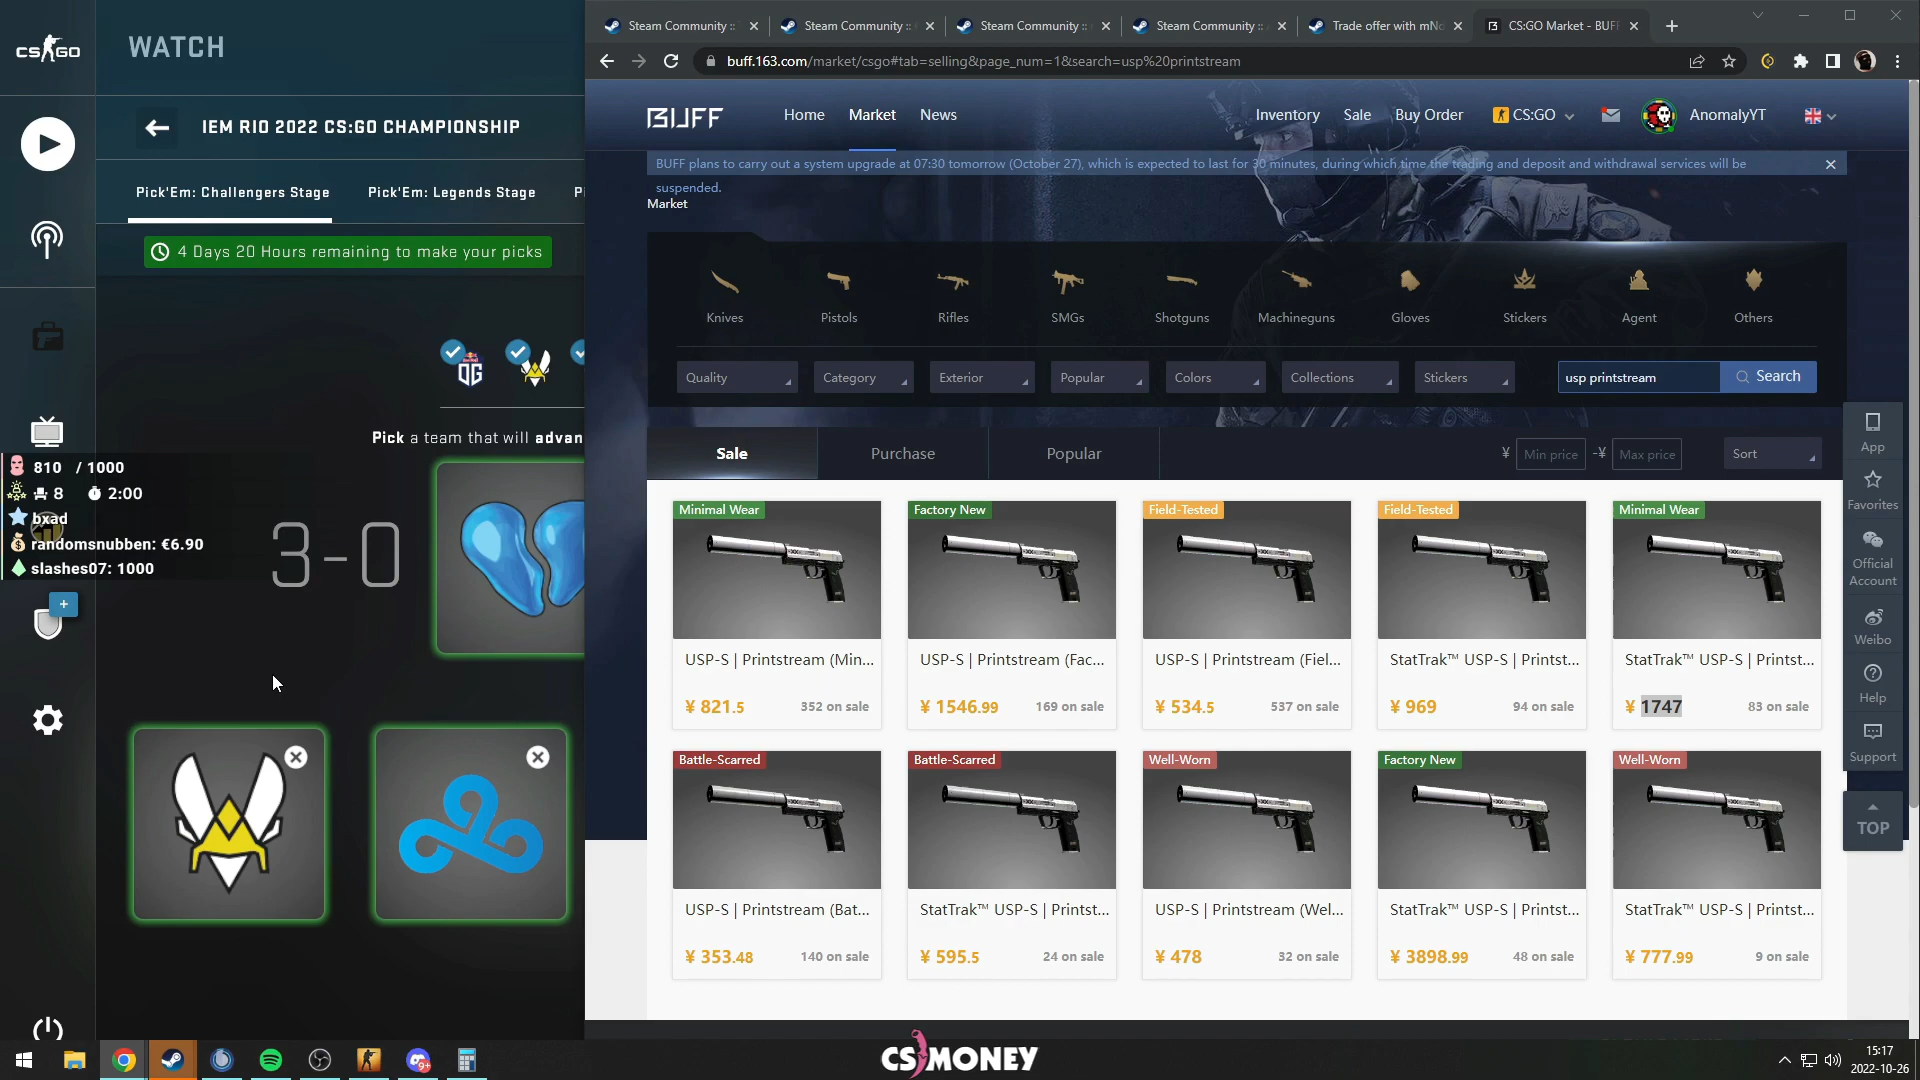 CS:GO
WATCH
IEM RIO 2022 CS:GO CHAMPIONSHIP
Pick'Em: Challengers Stage
Pick'Em: Legends Stage
4 Days 20 Hours remaining to make your picks
OG
Pick a team that will advan
3-0
810 / 1000
8 2:00
bxad
randomsnubben: €6.90
slashes07: 1000
+
Steam Community ::
Steam Community ::
Steam Community ::
Steam Community ::
Trade offer with mNo
CS:GO Market - BUFF
buff.163.com/market/csgo#tab=selling&page_num=1&search=usp%20printstream
BUFF
Home
Market
News
Inventory
Sale
Buy Order
CS:GO
AnomalyYT
BUFF plans to carry out a system upgrade at 07:30 tomorrow (October 27), which is expected to last for 30 minutes, during which time the trading and deposit and withdrawal services will be
suspended.
Market
Knives
Pistols
Rifles
SMGs
Shotguns
Machineguns
Gloves
Stickers
Agent
Others
Quality
Category
Exterior
Popular
Colors
Collections
Stickers
usp printstream
Search
Sale
Purchase
Popular
¥ Min price -¥ Max price
Sort
Minimal Wear
USP-S | Printstream (Min...
¥ 821.5 352 on sale
Factory New
USP-S | Printstream (Fac...
¥ 1546.99 169 on sale
Field-Tested
USP-S | Printstream (Fiel...
¥ 534.5 537 on sale
Field-Tested
StatTrak™ USP-S | Printst...
¥ 969 94 on sale
Minimal Wear
StatTrak™ USP-S | Printst...
¥ 1747 83 on sale
Battle-Scarred
USP-S | Printstream (Bat...
¥ 353.48 140 on sale
Battle-Scarred
StatTrak™ USP-S | Printst...
¥ 595.5 24 on sale
Well-Worn
USP-S | Printstream (Wel...
¥ 478 32 on sale
Factory New
StatTrak™ USP-S | Printst...
¥ 3898.99 48 on sale
Well-Worn
StatTrak™ USP-S | Printst...
¥ 777.99 9 on sale
App
Favorites
Official
Account
Weibo
Help
Support
TOP
CS MONEY
9+
15:17
2022-10-26